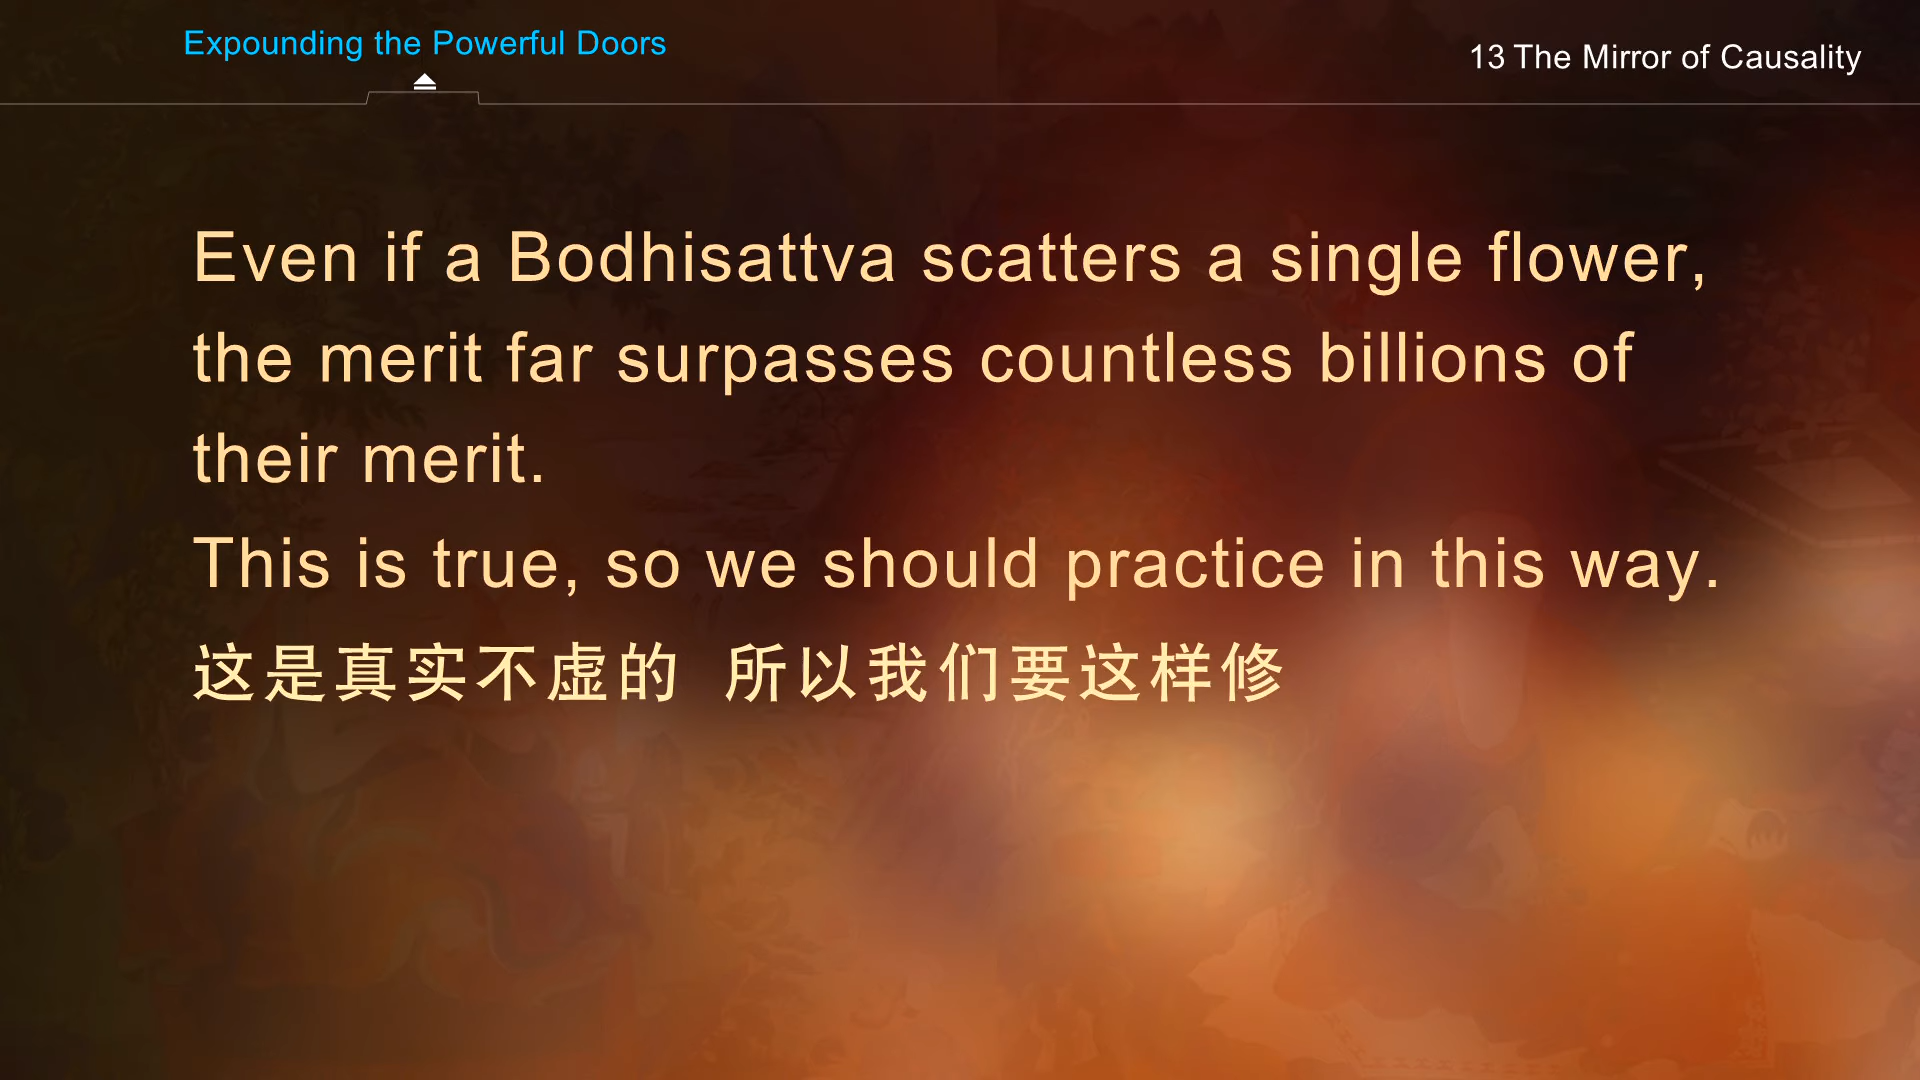 Expounding the Powerful Doors
13 The Mirror of Causality
Even if a Bodhisattva scatters a single flower,
the merit far surpasses countless billions of
their merit.
This is true, so we should practice in this way.
这是真实不虚的 所以我们要这样修